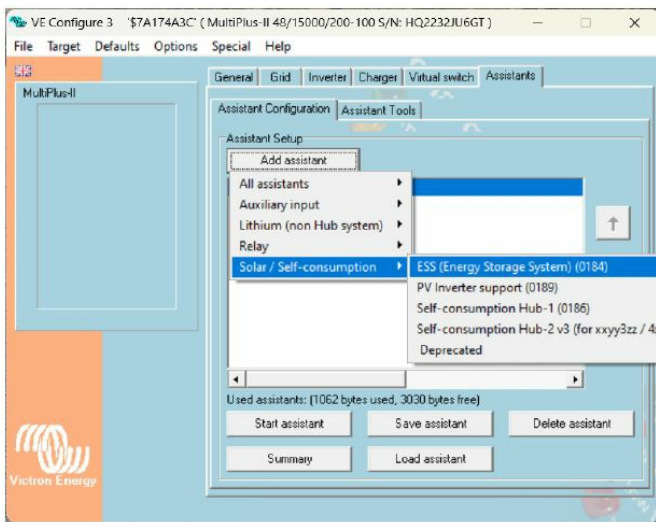 VE Configure 3 '$7A174A3C' ( MultiPlus-II 48/15000/200-100 S/N: HQ2232JU6GT )
File Target Defaults Options Special Help
General Grid Inverter Charger Virtual switch Assistants
MultiPlus-II
Assistant Configuration Assistant Tools
Assistant Setup
Add assistant
All assistants
Auxiliary input
Lithium (non Hub system)
Relay
Solar / Self-consumption
ESS (Energy Storage System) (0184)
PV Inverter support (0189)
Self-consumption Hub-1 (0186)
Self-consumption Hub-2 v3 (for xxyy3zz / 4
Deprecated
Used assistants: (1062 bytes used, 3030 bytes free)
Start assistant Save assistant Delete assistant
Summary Load assistant
Victron Energy